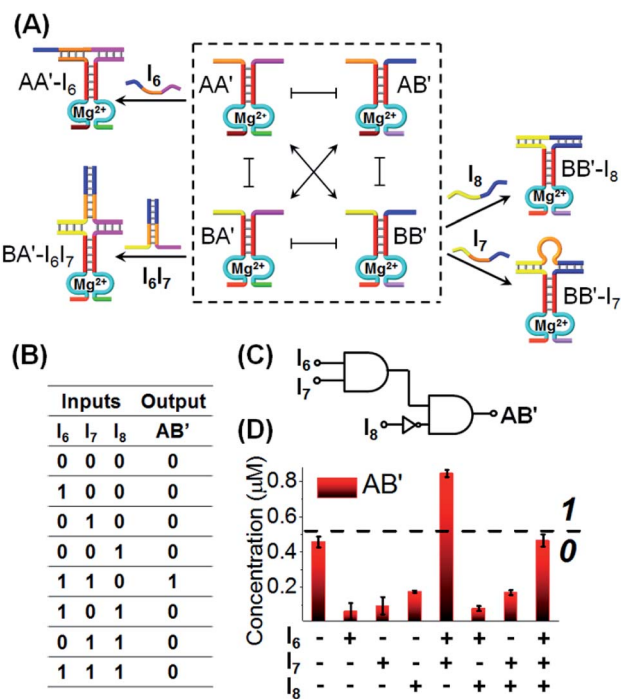 (A)
AA'-I6
I6
AA'
AB'
Mg2+
Mg2+
Mg2+
I8
BB'-I8
Mg2+
BA'
BB'
I7
BA'-I6I7
I6I7
BB'-I7
Mg2+
Mg2+
Mg2+
Mg2+
(B)
Inputs Output
I6 I7 I8 AB'
0 0 0 0
1 0 0 0
0 1 0 0
0 0 1 0
1 1 0 1
1 0 1 0
0 1 1 0
1 1 1 0
(C)
I6
I7
I8
AB'
(D)
Concentration (μM)
0.8
0.6
0.4
0.2
AB'
1
0
I6 - + - - + + - +
I7 - - + - + - + +
I8 - - - + - + + +